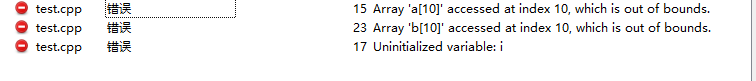 test.cpp 错误 15 Array 'a[10]' accessed at index 10, which is out of bounds.
test.cpp 错误 23 Array 'b[10]' accessed at index 10, which is out of bounds.
test.cpp 错误 17 Uninitialized variable: i